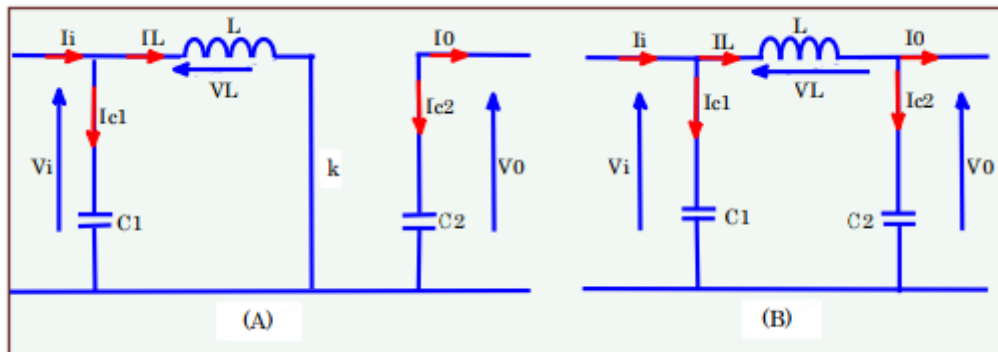 Ii IL L I0 Ii IL L I0
VL VL
Ic1 Ic2 Ic1 Ic2
Vi k V0 Vi V0
C1 C2 C1 C2
(A) (B)